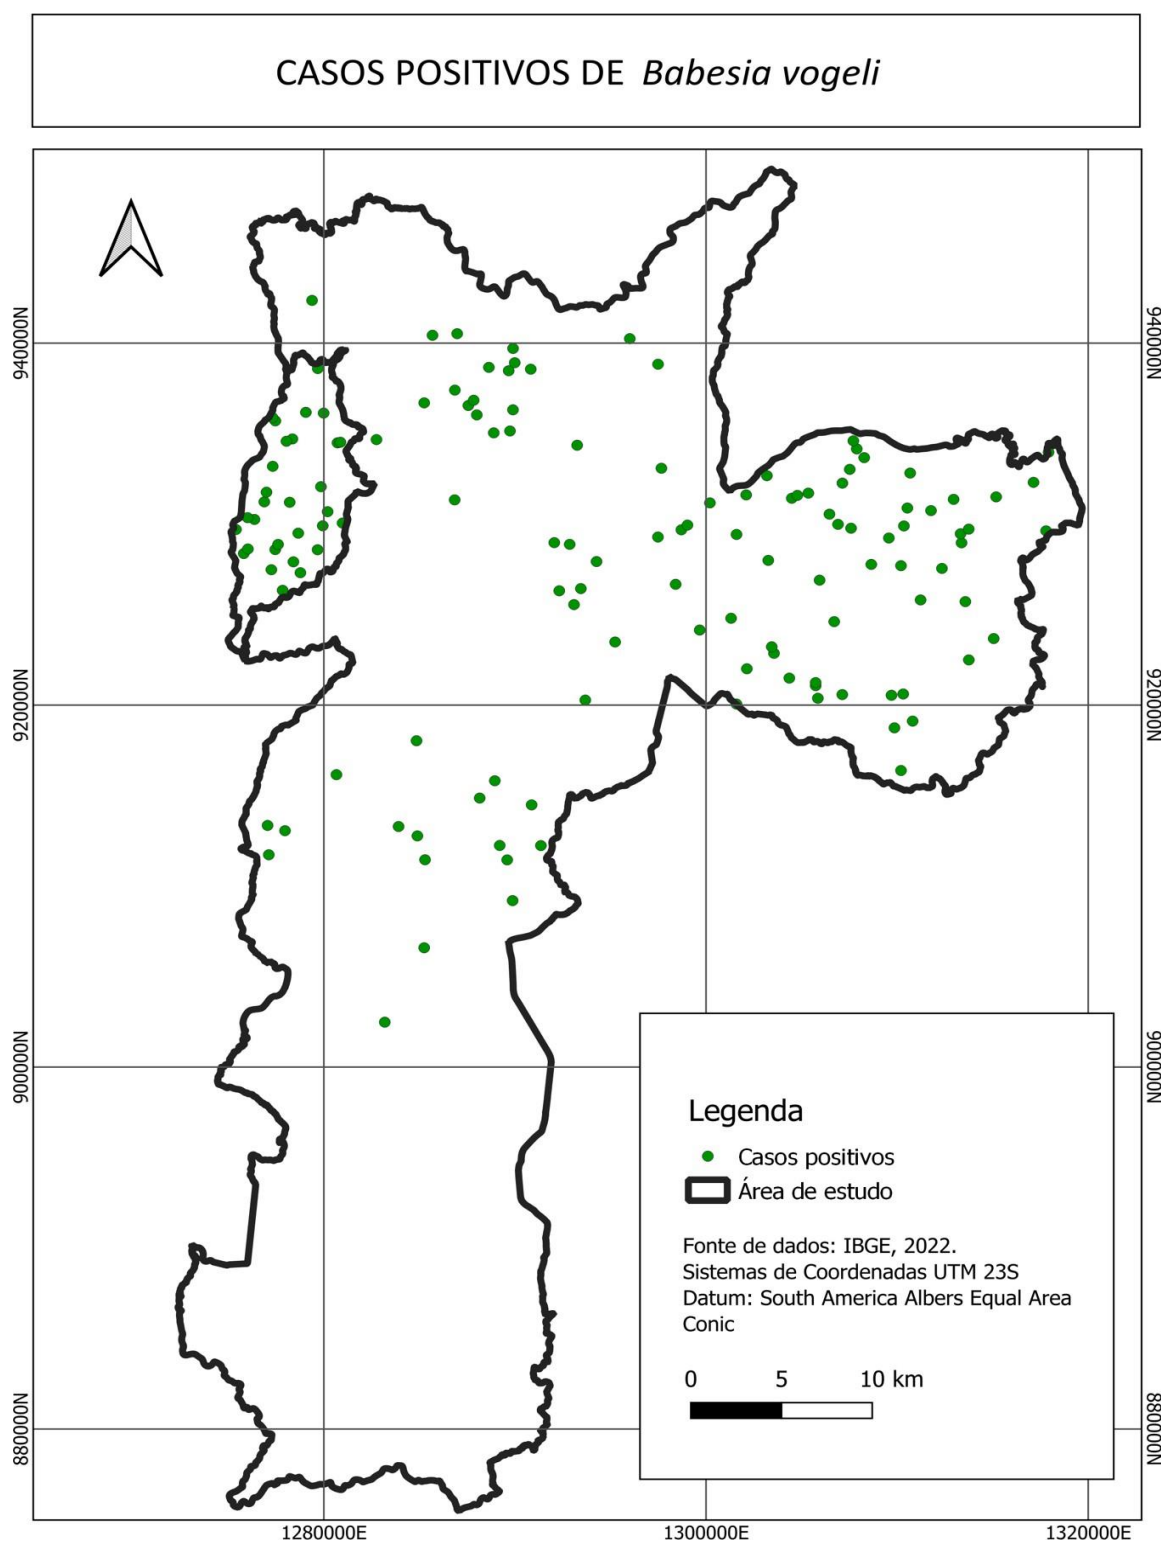 CASOS POSITIVOS DE Babesia vogeli
940000N
940000N
920000N
920000N
900000N
900000N
880000N
880000N
Legenda
Casos positivos
Área de estudo
Fonte de dados: IBGE, 2022.
Sistemas de Coordenadas UTM 23S
Datum: South America Albers Equal Area
Conic
0 5 10 km
1280000E 1300000E 1320000E